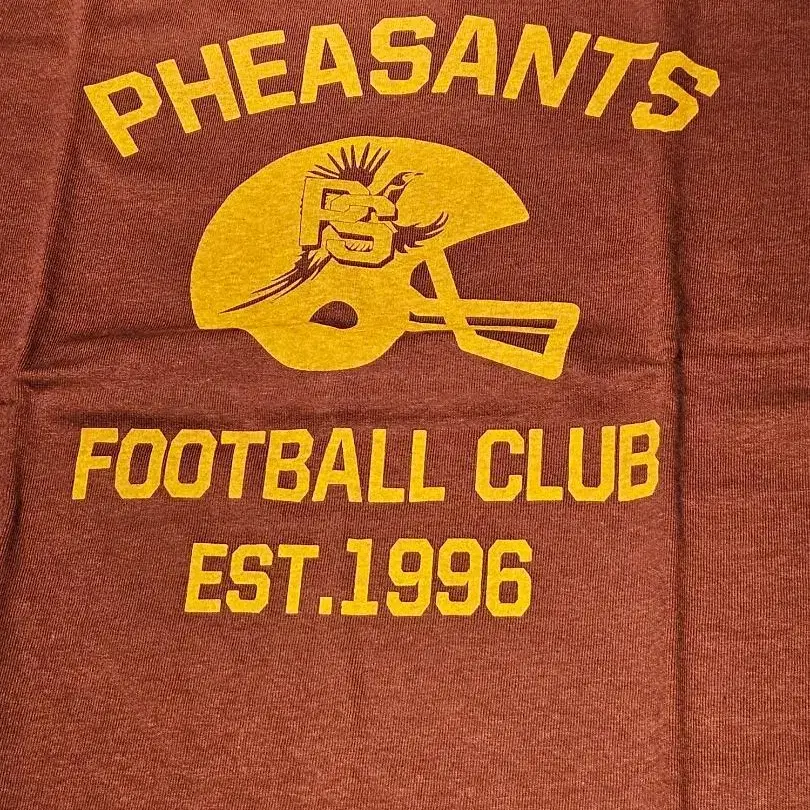 PHEASANTS
PS
FOOTBALL CLUB
EST.1996